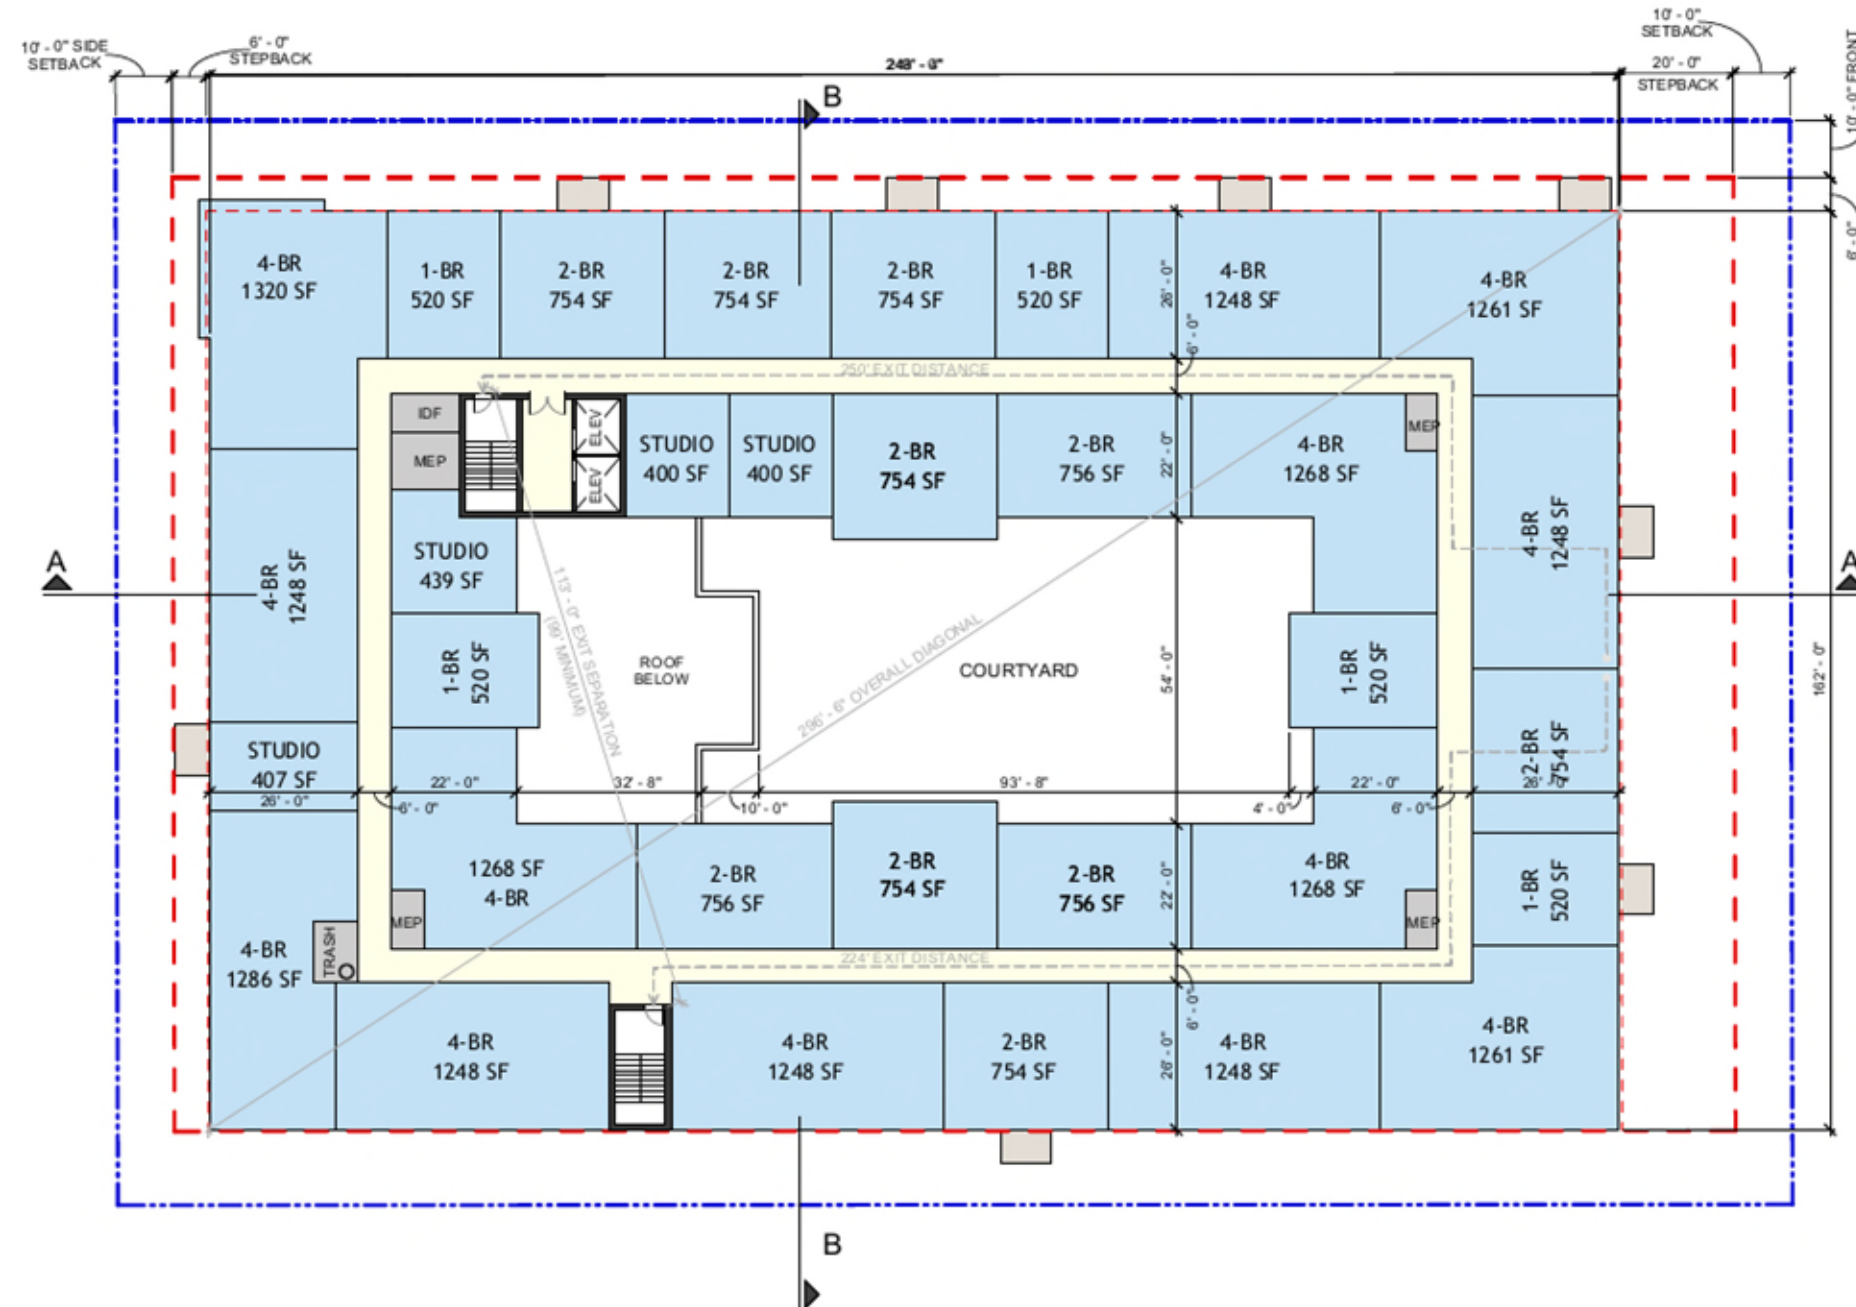 10' - 0" SIDE
SETBACK
6' - 0"
STEPBACK
10' - 0"
SETBACK
20' - 0"
STEPBACK
10' - 0" FRONT
6' - 0"
B
4-BR
1320 SF
1-BR
520 SF
2-BR
754 SF
2-BR
754 SF
2-BR
754 SF
1-BR
520 SF
26' - 0"
4-BR
1248 SF
4-BR
1261 SF
6' - 0"
250' EXIT DISTANCE
IDF
MEP
ELEV
ELEV
STUDIO
400 SF
STUDIO
400 SF
2-BR
754 SF
2-BR
756 SF
22' - 0"
4-BR
1268 SF
MEP
4-BR
1248 SF
4-BR
1248 SF
STUDIO
439 SF
A
A
113' - 0" EXIT SEPARATION
(99' MINIMUM)
1-BR
520 SF
ROOF
BELOW
296' - 6" OVERALL DIAGONAL
COURTYARD
54' - 0"
1-BR
520 SF
162' - 0"
STUDIO
407 SF
2-BR
754 SF
26' - 0"
6' - 0"
22' - 0"
32' - 8"
10' - 0"
93' - 8"
4' - 0"
22' - 0"
6' - 0"
1268 SF
4-BR
2-BR
756 SF
2-BR
754 SF
2-BR
756 SF
22' - 0"
4-BR
1268 SF
1-BR
520 SF
MEP
MEP
TRASH
4-BR
1286 SF
224' EXIT DISTANCE
6' - 0"
4-BR
1248 SF
4-BR
1248 SF
2-BR
754 SF
26' - 0"
4-BR
1248 SF
4-BR
1261 SF
B